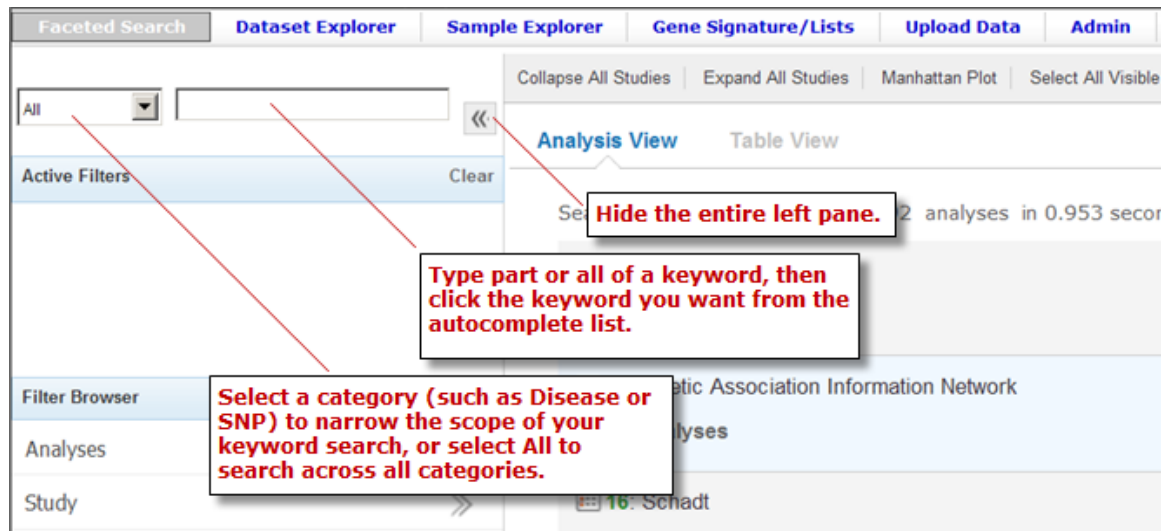 Faceted Search Dataset Explorer Sample Explorer Gene Signature/Lists Upload Data Admin
Collapse All Studies Expand All Studies Manhattan Plot Select All Visible
All
Analysis View Table View
Active Filters Clear
Hide the entire left pane.
analyses in 0.953
Type part or all of a keyword, then
click the keyword you want from the
autocomplete list.
Filter Browser
Select a category (such as Disease or
SNP) to narrow the scope of your
keyword search, or select All to
search across all categories.
Association Information Network
Analyses
Study
16: Schadt